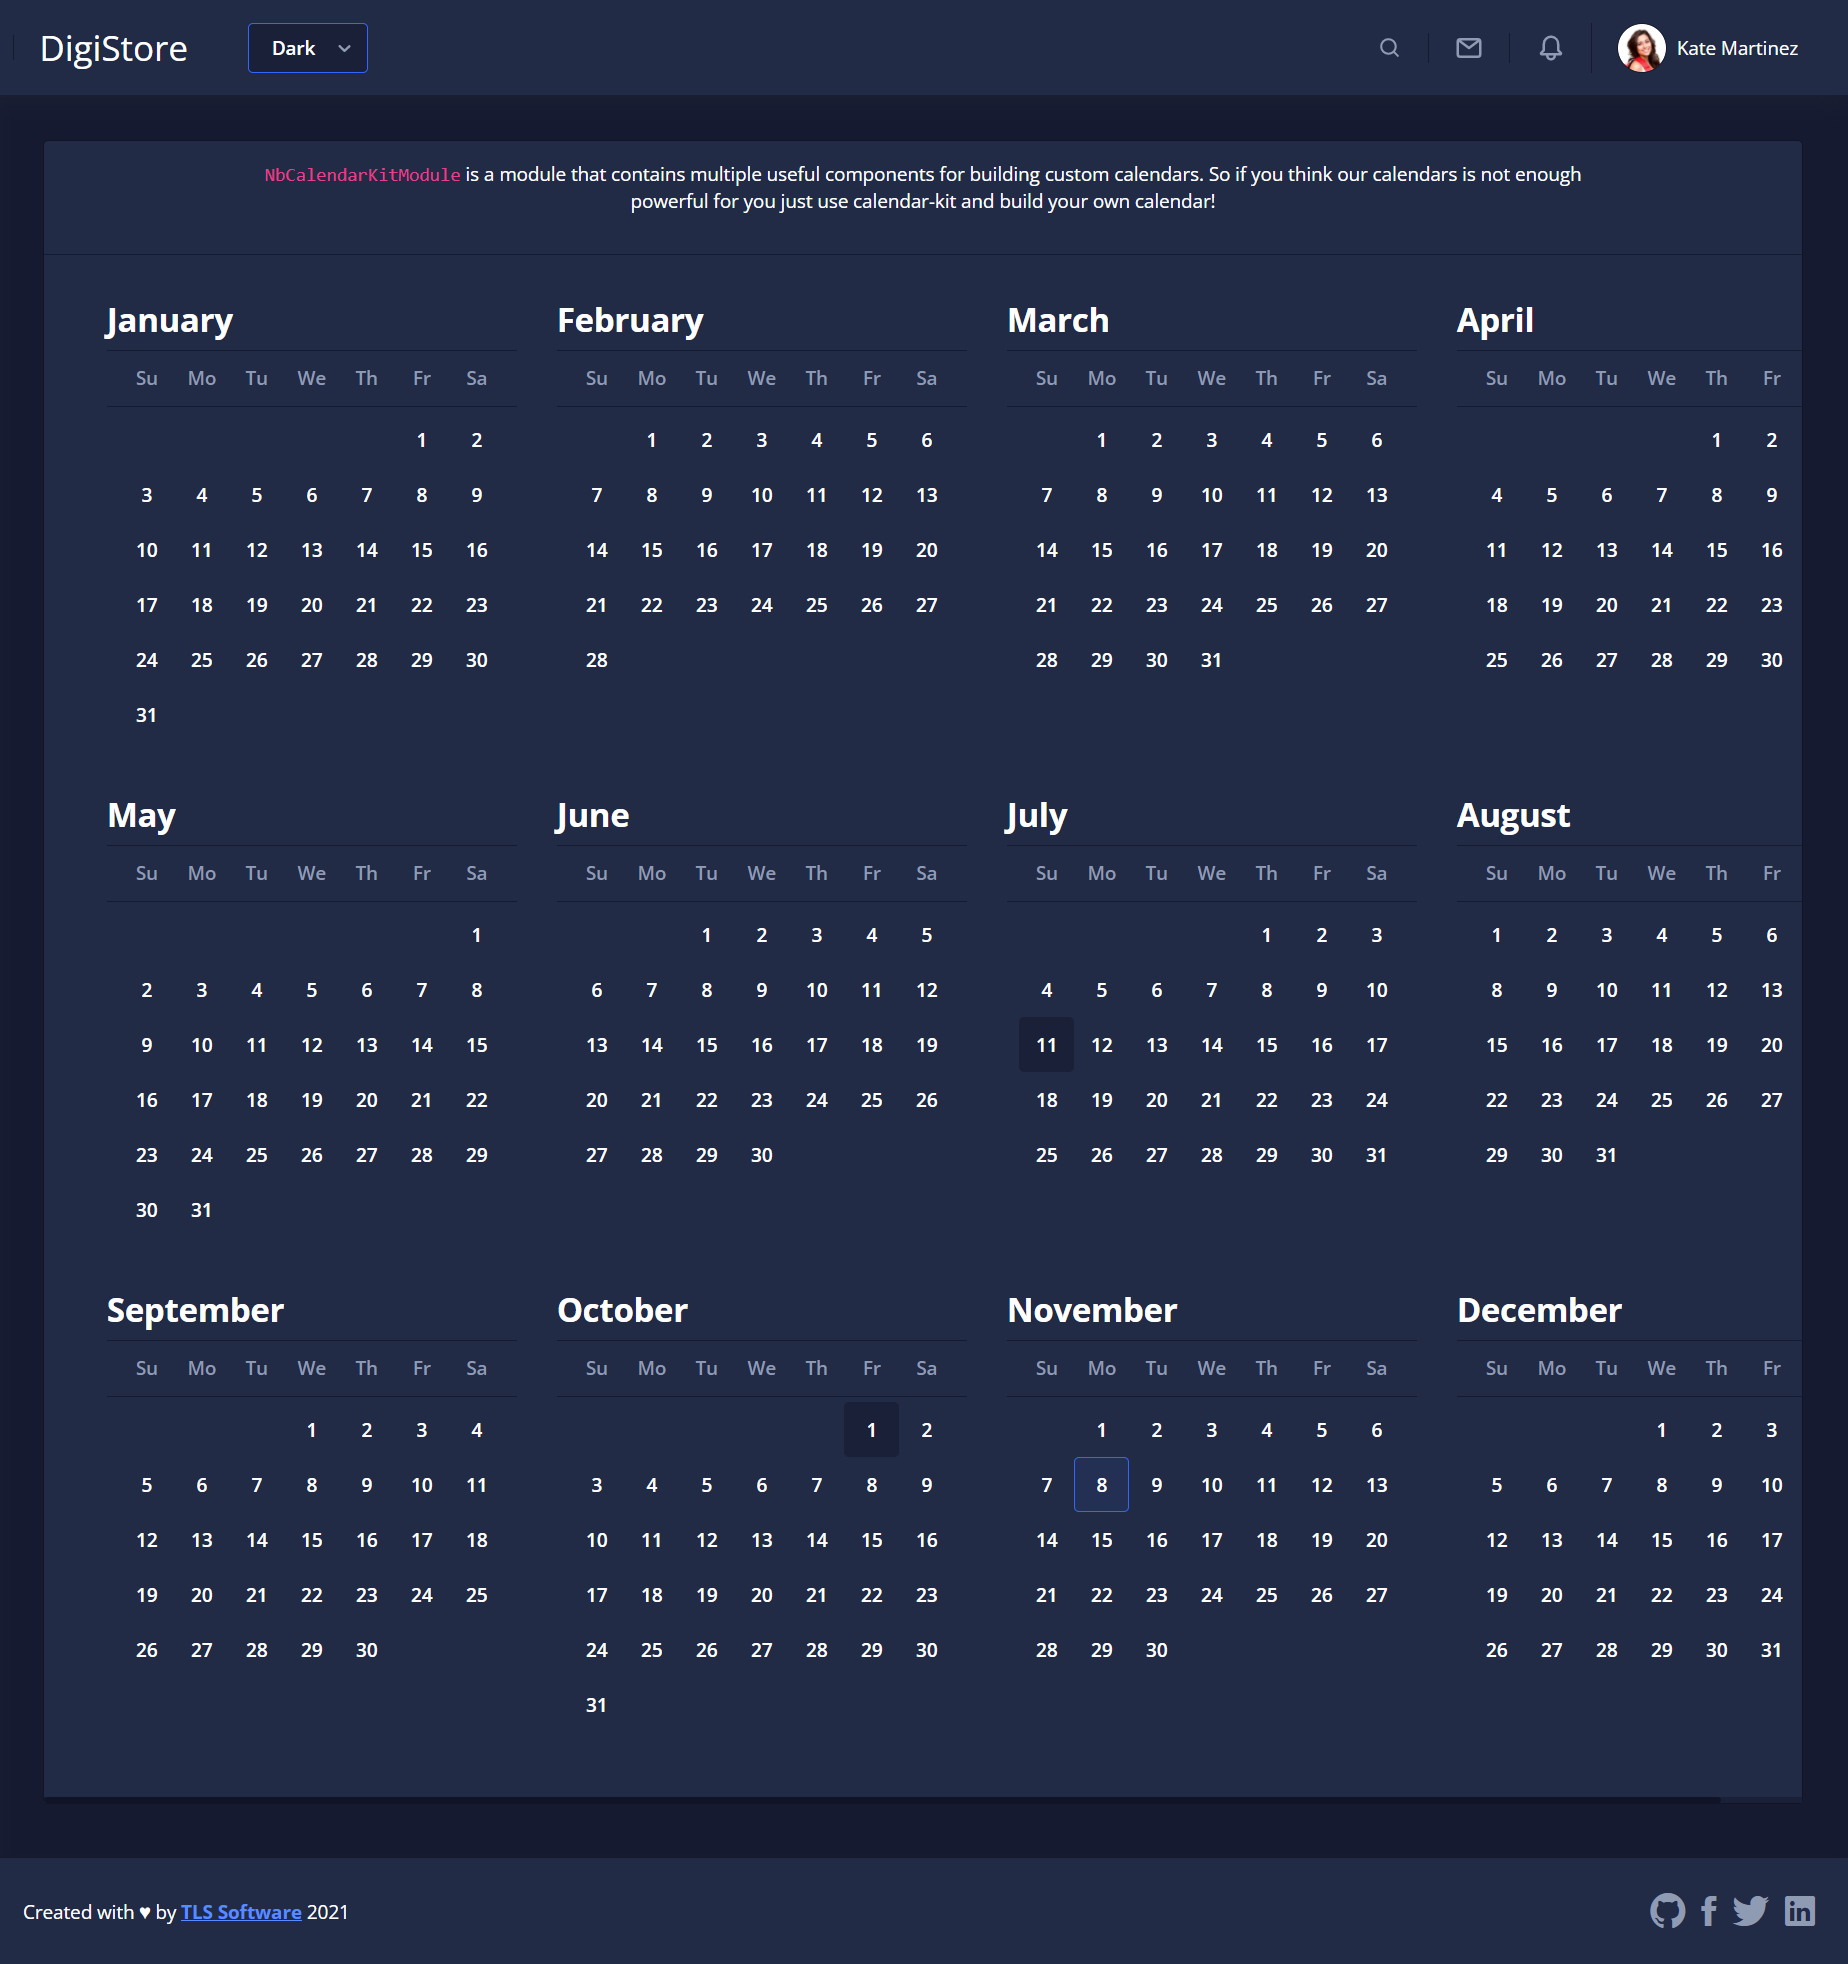 DigiStore Dark Kate Martinez
NbCalendarKitModule is a module that contains multiple useful components for building custom calendars. So if you think our calendars is not enough
powerful for you just use calendar-kit and build your own calendar!
January
Su Mo Tu We Th Fr Sa
1 2
3 4 5 6 7 8 9
10 11 12 13 14 15 16
17 18 19 20 21 22 23
24 25 26 27 28 29 30
31
February
Su Mo Tu We Th Fr Sa
1 2 3 4 5 6
7 8 9 10 11 12 13
14 15 16 17 18 19 20
21 22 23 24 25 26 27
28
March
Su Mo Tu We Th Fr Sa
1 2 3 4 5 6
7 8 9 10 11 12 13
14 15 16 17 18 19 20
21 22 23 24 25 26 27
28 29 30 31
April
Su Mo Tu We Th Fr
1 2
4 5 6 7 8 9
11 12 13 14 15 16
18 19 20 21 22 23
25 26 27 28 29 30
May
Su Mo Tu We Th Fr Sa
1
2 3 4 5 6 7 8
9 10 11 12 13 14 15
16 17 18 19 20 21 22
23 24 25 26 27 28 29
30 31
June
Su Mo Tu We Th Fr Sa
1 2 3 4 5
6 7 8 9 10 11 12
13 14 15 16 17 18 19
20 21 22 23 24 25 26
27 28 29 30
July
Su Mo Tu We Th Fr Sa
1 2 3
4 5 6 7 8 9 10
11 12 13 14 15 16 17
18 19 20 21 22 23 24
25 26 27 28 29 30 31
August
Su Mo Tu We Th Fr
1 2 3 4 5 6
8 9 10 11 12 13
15 16 17 18 19 20
22 23 24 25 26 27
29 30 31
September
Su Mo Tu We Th Fr Sa
1 2 3 4
5 6 7 8 9 10 11
12 13 14 15 16 17 18
19 20 21 22 23 24 25
26 27 28 29 30
October
Su Mo Tu We Th Fr Sa
1 2
3 4 5 6 7 8 9
10 11 12 13 14 15 16
17 18 19 20 21 22 23
24 25 26 27 28 29 30
31
November
Su Mo Tu We Th Fr Sa
1 2 3 4 5 6
7 8 9 10 11 12 13
14 15 16 17 18 19 20
21 22 23 24 25 26 27
28 29 30
December
Su Mo Tu We Th Fr
1 2 3
5 6 7 8 9 10
12 13 14 15 16 17
19 20 21 22 23 24
26 27 28 29 30 31
Created with ♥ by TLS Software 2021